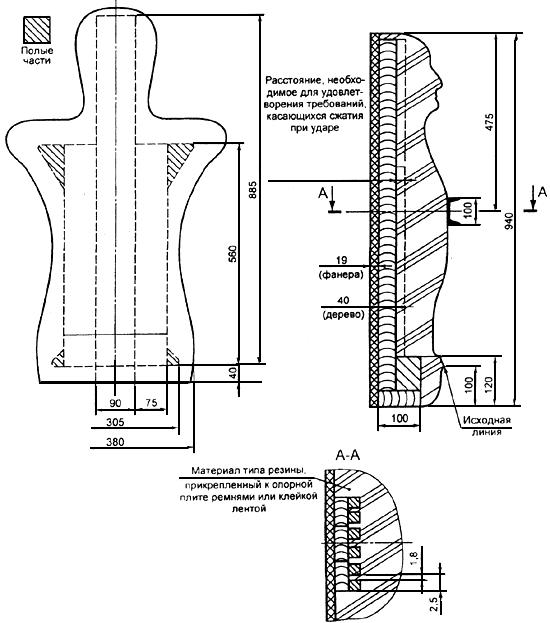 Полые
части
885
560
40
90
75
305
380
Расстояние, необхо-
димое для удовлет-
ворения требований,
касающихся сжатия
при ударе
А
А
475
100
940
19
(фанера)
40
(дерево)
100
120
100
Исходная
линия
А-А
Материал типа резины,
прикрепленный к опорной
плите ремнями или клейкой
лентой
1,8
2,5